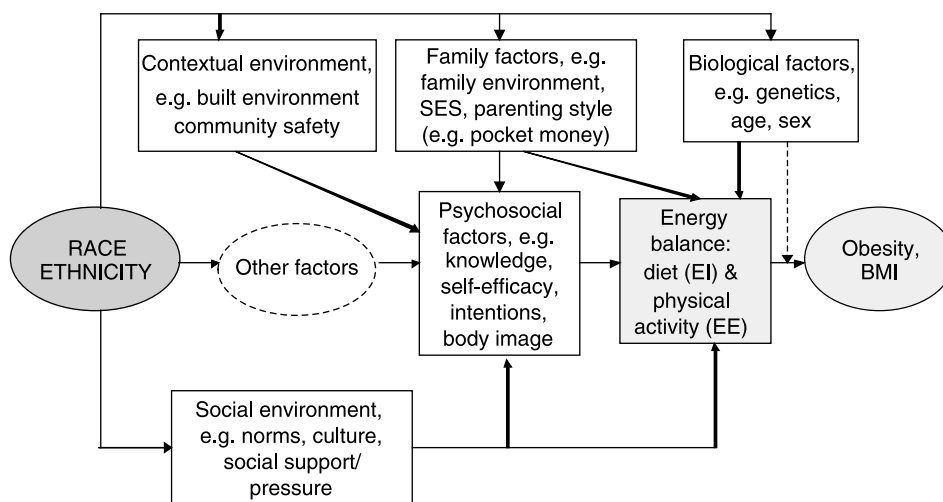 Contextual environment,
e.g. built environment
community safety
Family factors, e.g.
family environment,
SES, parenting style
(e.g. pocket money)
Biological factors,
e.g. genetics,
age, sex
RACE
ETHNICITY
Other factors
Psychosocial
factors, e.g.
knowledge,
self-efficacy,
intentions,
body image
Energy
balance:
diet (EI) &
physical
activity (EE)
Obesity,
BMI
Social environment,
e.g. norms, culture,
social support/
pressure